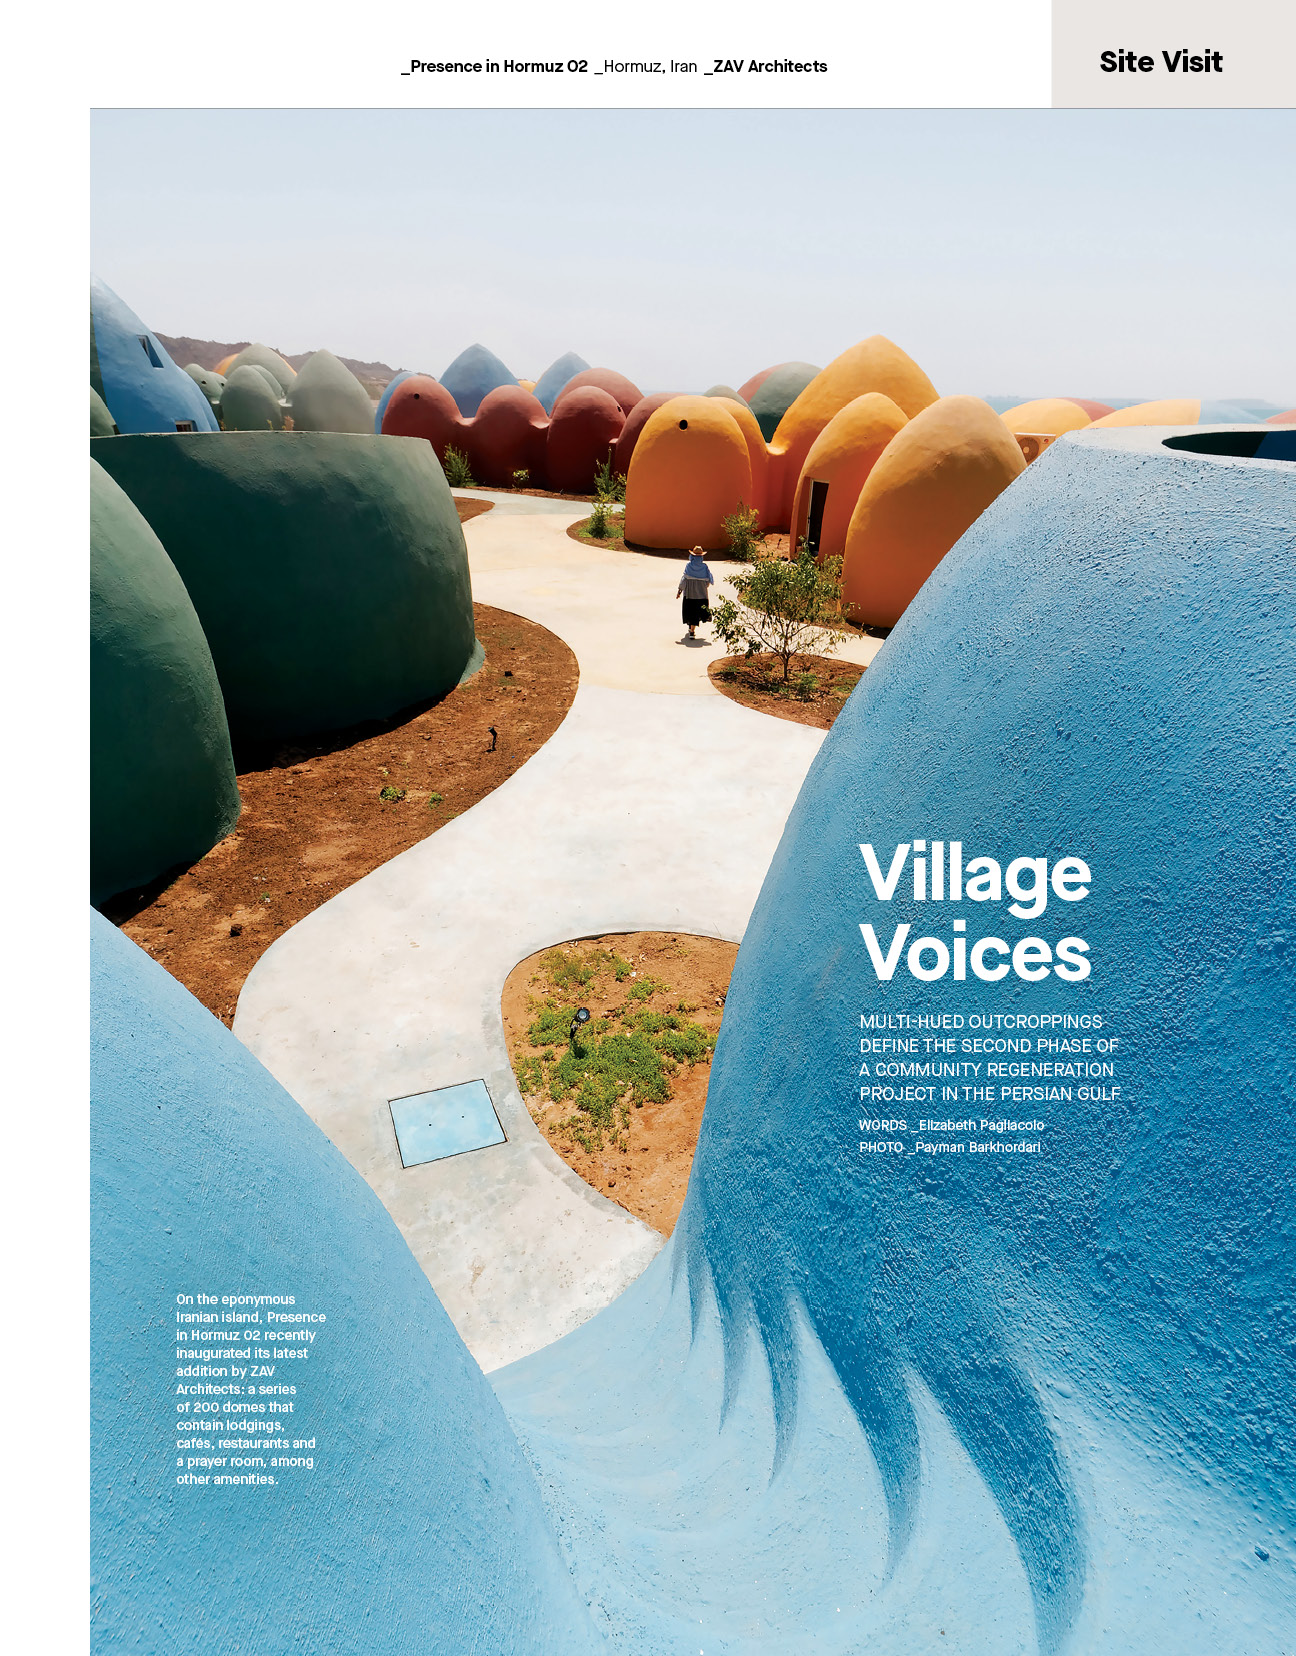 _Presence in Hormuz 02 _Hormuz, Iran _ZAV Architects
Site Visit
Village
Voices
MULTI-HUED OUTCROPPINGS
DEFINE THE SECOND PHASE OF
A COMMUNITY REGENERATION
PROJECT IN THE PERSIAN GULF
WORDS _Elizabeth Pagliacolo
PHOTO _Payman Barkhordari
On the eponymous
Iranian island, Presence
in Hormuz 02 recently
inaugurated its latest
addition by ZAV
Architects: a series
of 200 domes that
contain lodgings,
cafés, restaurants and
a prayer room, among
other amenities.